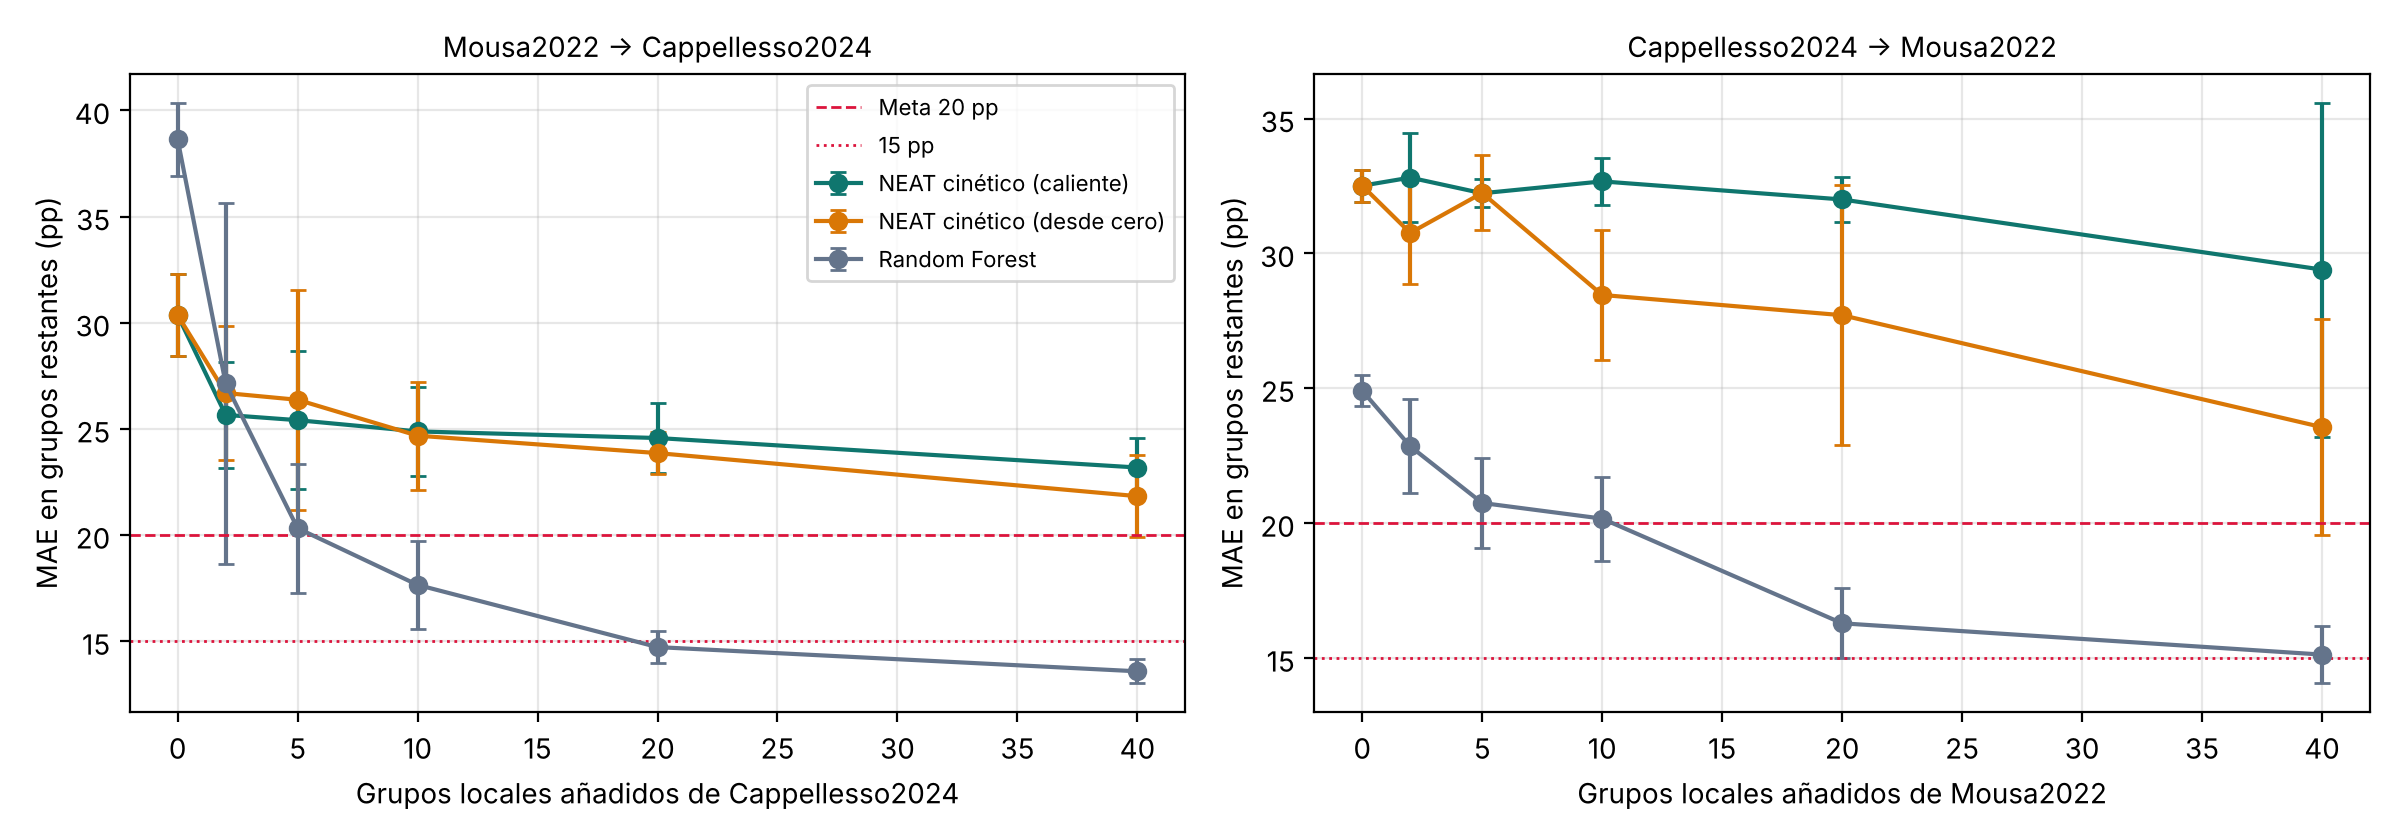 Mousa2022 → Cappellesso2024
MAE en grupos restantes (pp)
40
35
30
25
20
15
Meta 20 pp
15 pp
NEAT cinético (caliente)
NEAT cinético (desde cero)
Random Forest
0 5 10 15 20 25 30 35 40
Grupos locales añadidos de Cappellesso2024
Cappellesso2024 → Mousa2022
MAE en grupos restantes (pp)
35
30
25
20
15
0 5 10 15 20 25 30 35 40
Grupos locales añadidos de Mousa2022